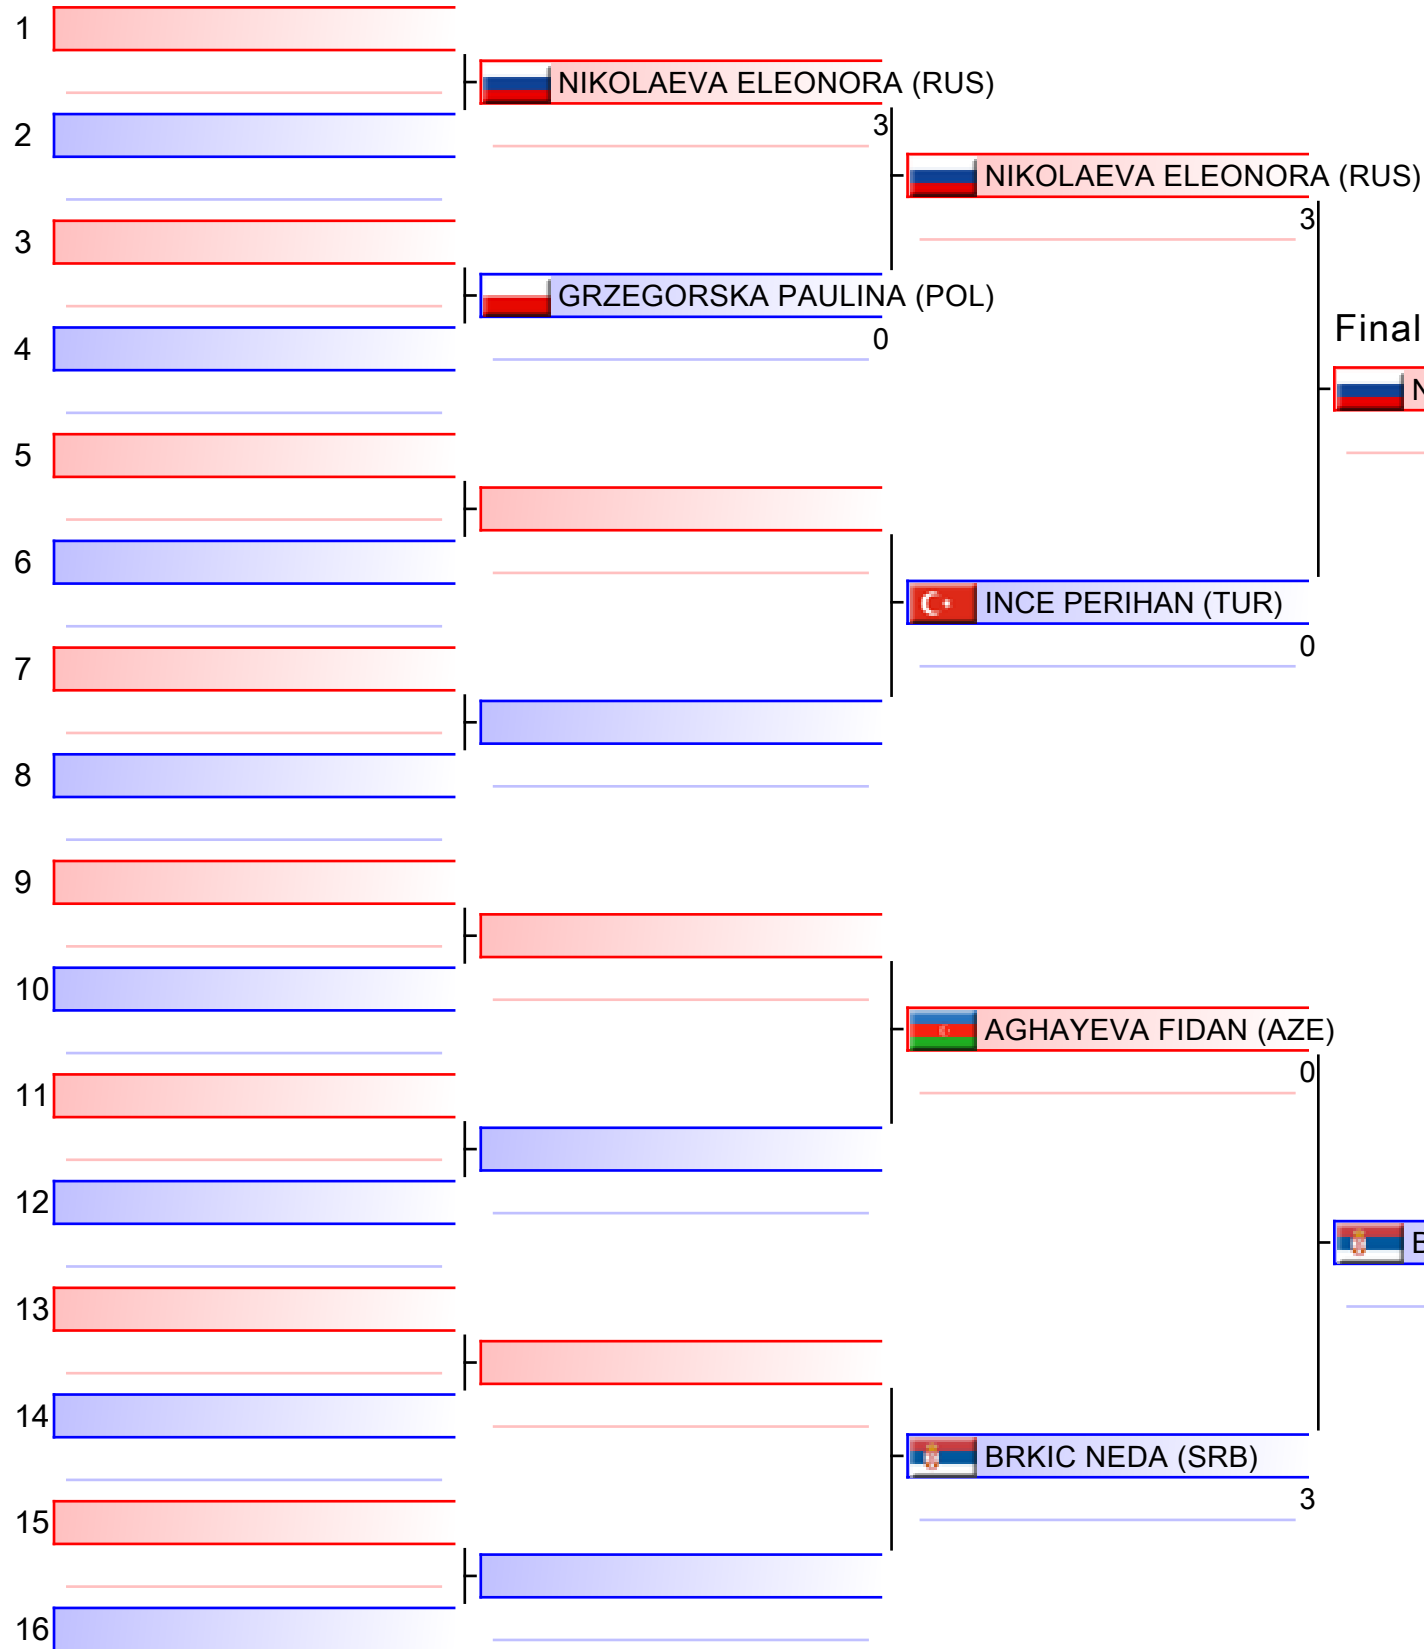 1
NIKOLAEVA ELEONORA (RUS)
3
2
NIKOLAEVA ELEONORA (RUS)
3
3
GRZEGORSKA PAULINA (POL)
0
4
Final
N
5
6
INCE PERIHAN (TUR)
0
7
8
9
10
AGHAYEVA FIDAN (AZE)
0
11
12
13
14
BRKIC NEDA (SRB)
3
15
16